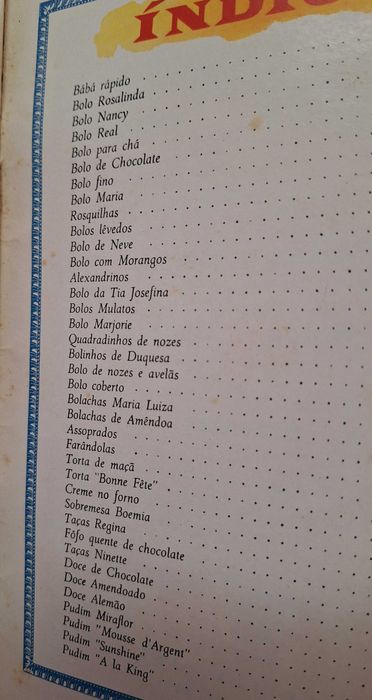 ÍNDIC
Bábá rápido
Bolo Rosalinda
Bolo Nancy
Bolo Real
Bolo para chá
Bolo de Chocolate
Bolo fino
Bolo Maria
Rosquilhas
Bolos lêvedos
Bolo de Neve
Bolo com Morangos
Alexandrinos
Bolo da Tia Josefina
Bolos Mulatos
Bolo Marjorie
Quadradinhos de nozes
Bolinhos de Duquesa
Bolo de nozes e avelãs
Bolo coberto
Bolachas Maria Luiza
Bolachas de Amêndoa
Assoprados
Farândolas
Torta de maçã
Torta "Bonne Fête"
Creme no forno
Sobremesa Boemia
Taças Regina
Fôfo quente de chocolate
Taças Ninette
Doce de Chocolate
Doce Amendoado
Doce Alemão
Pudim Miraflor
Pudim "Mousse d'Argent"
Pudim "Sunshine"
Pudim "A la King"